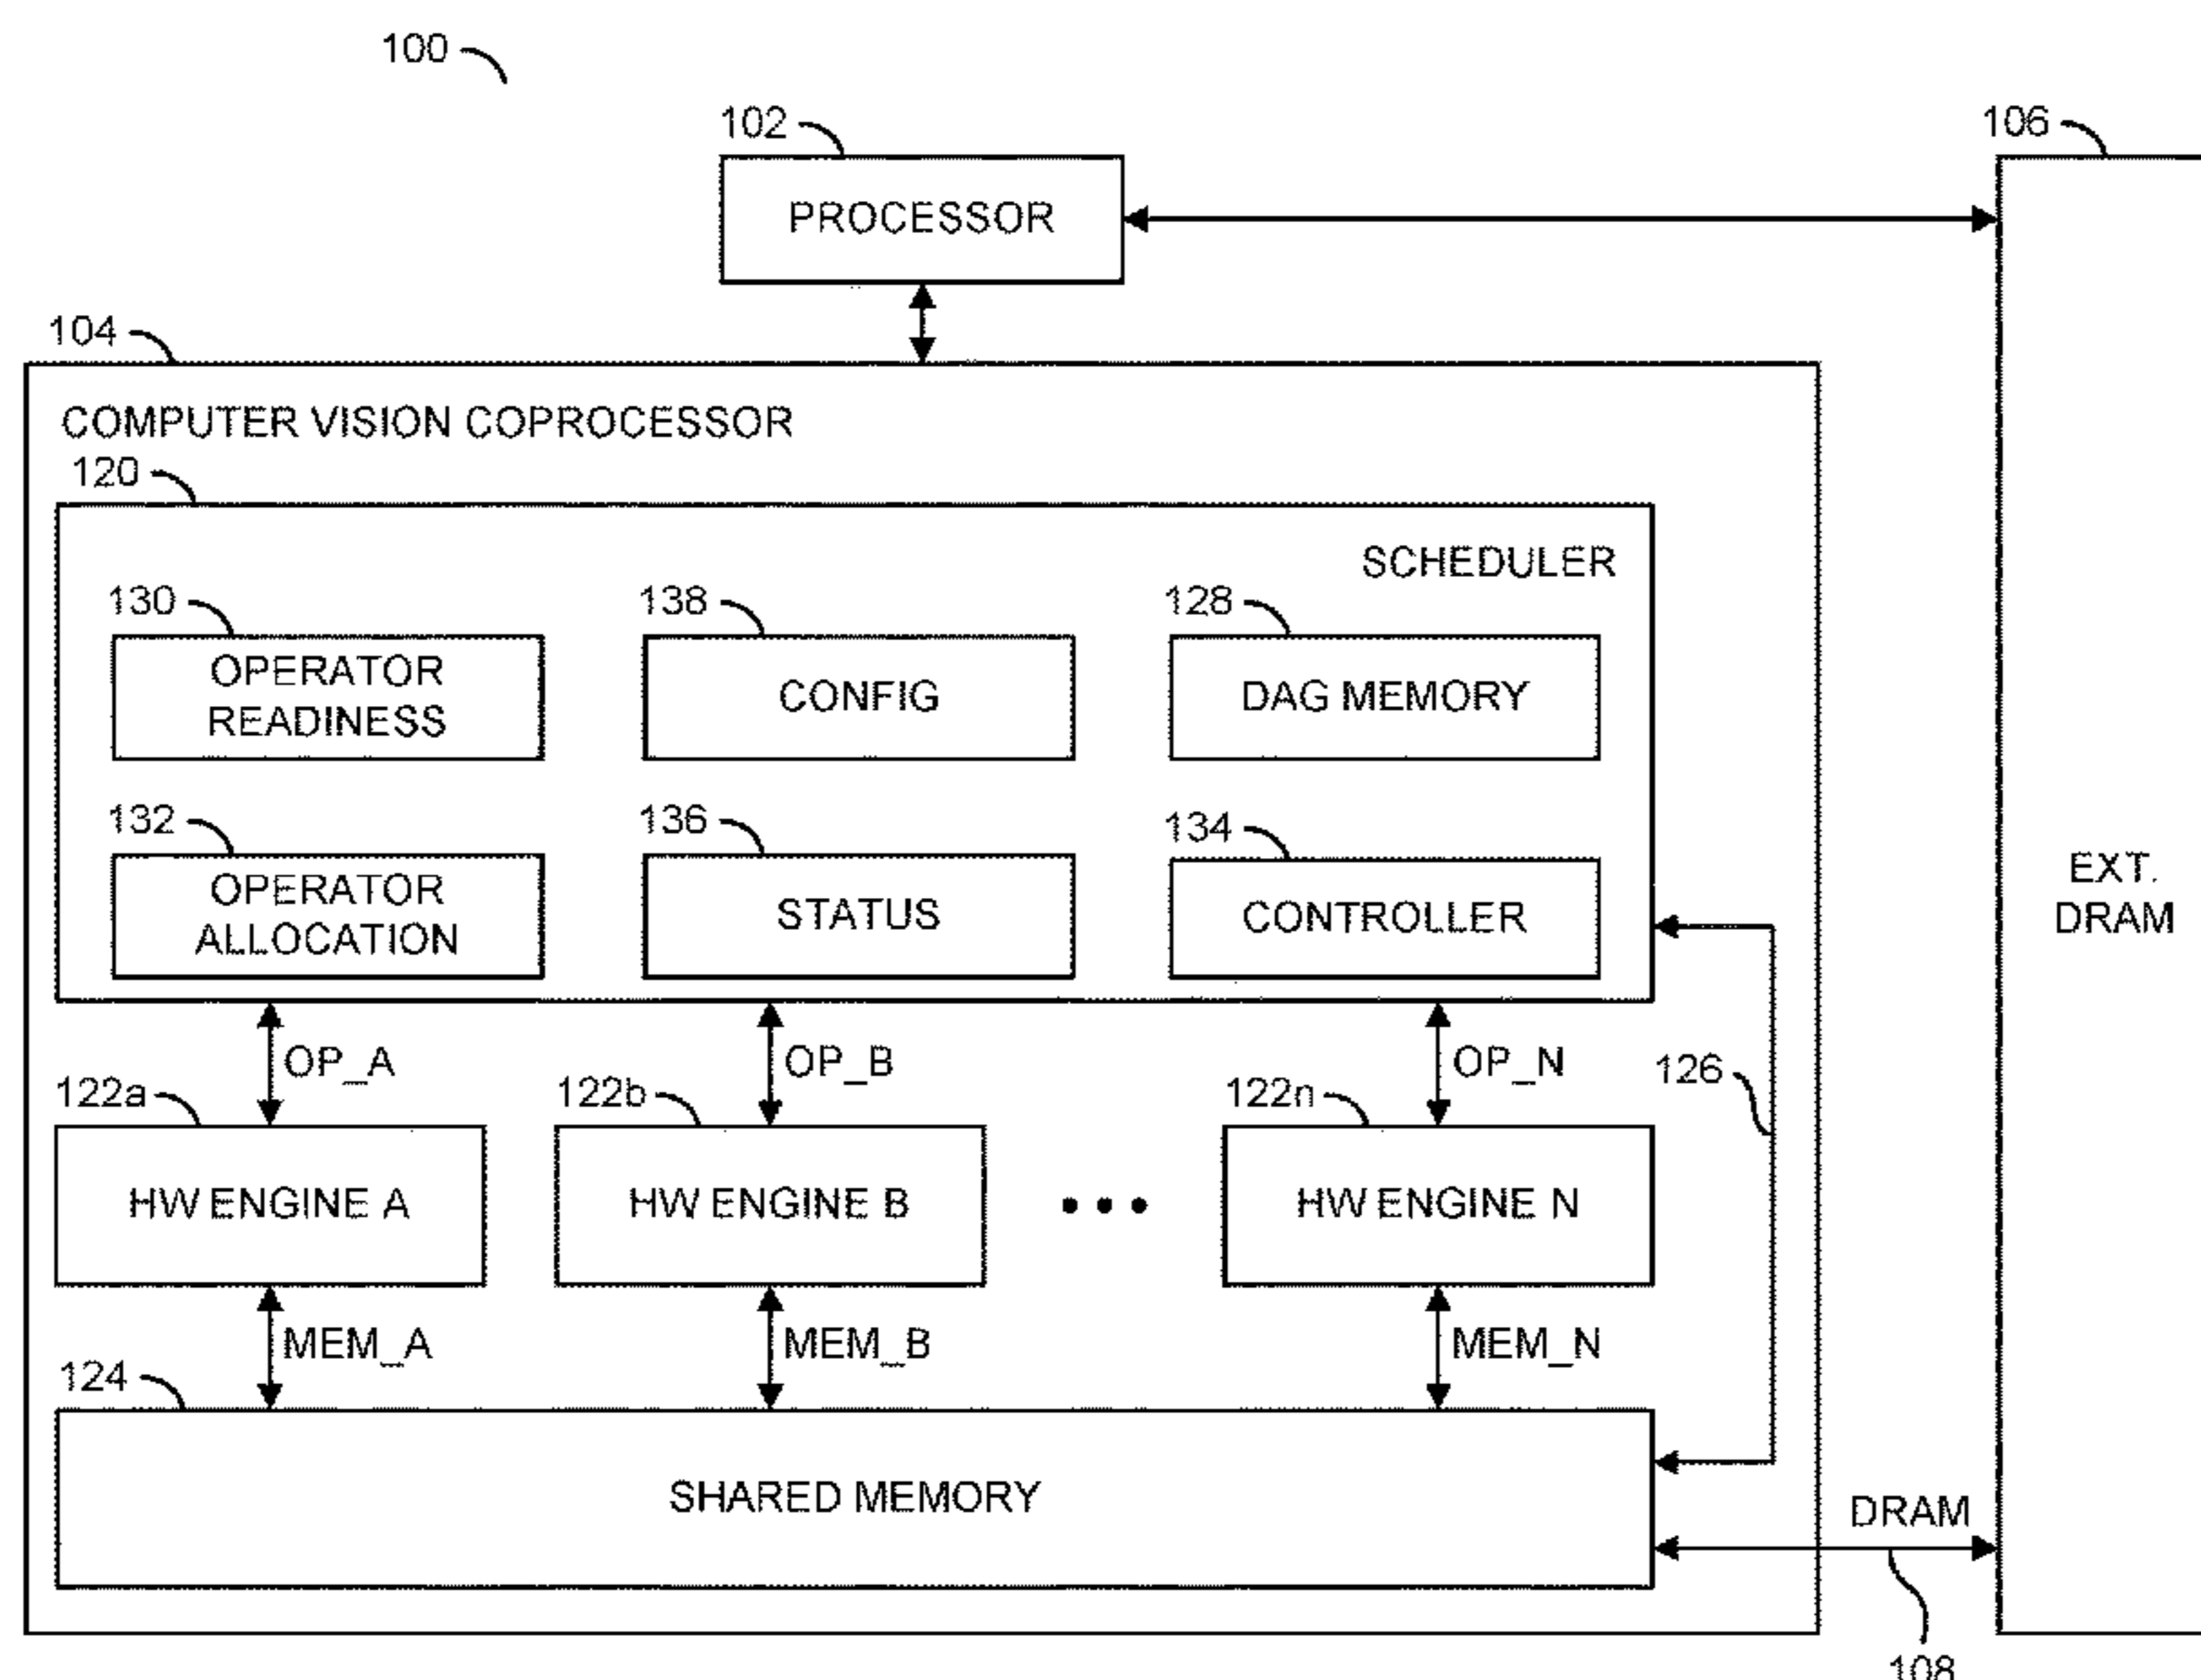 100
102
106
PROCESSOR
104
COMPUTER VISION COPROCESSOR
120
SCHEDULER
130
138
128
OPERATOR
READINESS
CONFIG
DAG MEMORY
132
136
134
OPERATOR
ALLOCATION
STATUS
CONTROLLER
EXT.
DRAM
OP_A
OP_B
OP_N
126
122a
122b
122n
HW ENGINE A
HW ENGINE B
HW ENGINE N
MEM_A
MEM_B
MEM_N
124
SHARED MEMORY
DRAM
108